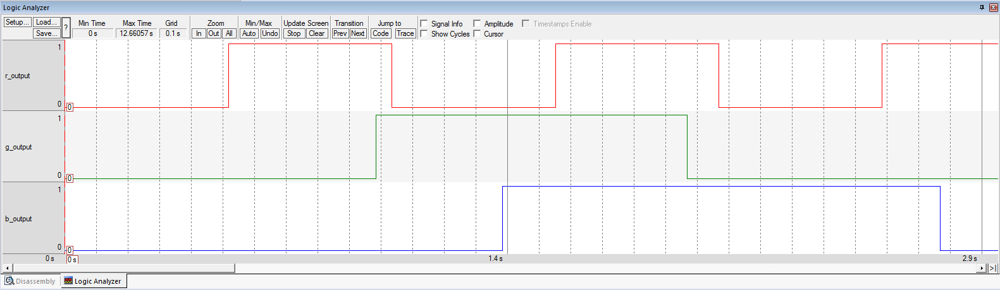 Logic Analyzer
Setup... Load... Min Time Max Time Grid Zoom Min/Max Update Screen Transition Jump to Signal Info Amplitude Timestamps Enable
Save... ? 0 s 12.66057 s 0.1 s In Out All Auto Undo Stop Clear Prev Next Code Trace Show Cycles Cursor
1
r_output
0 0
1
g_output
0 0
1
b_output
0 0
0 s 0 s 1.4 s 2.9 s
Disassembly Logic Analyzer